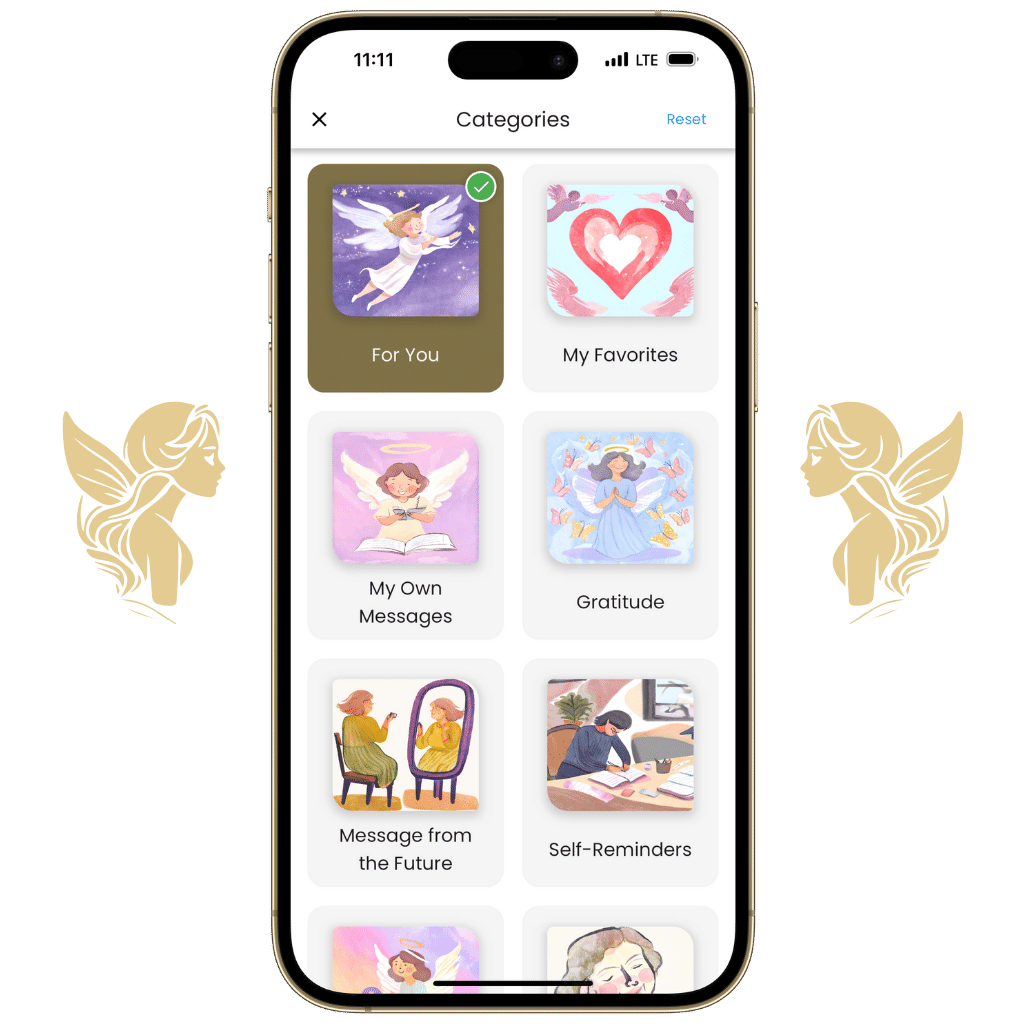 11:11
LTE
Categories
Reset
For You
My Favorites
My Own
Messages
Gratitude
Message from
the Future
Self-Reminders